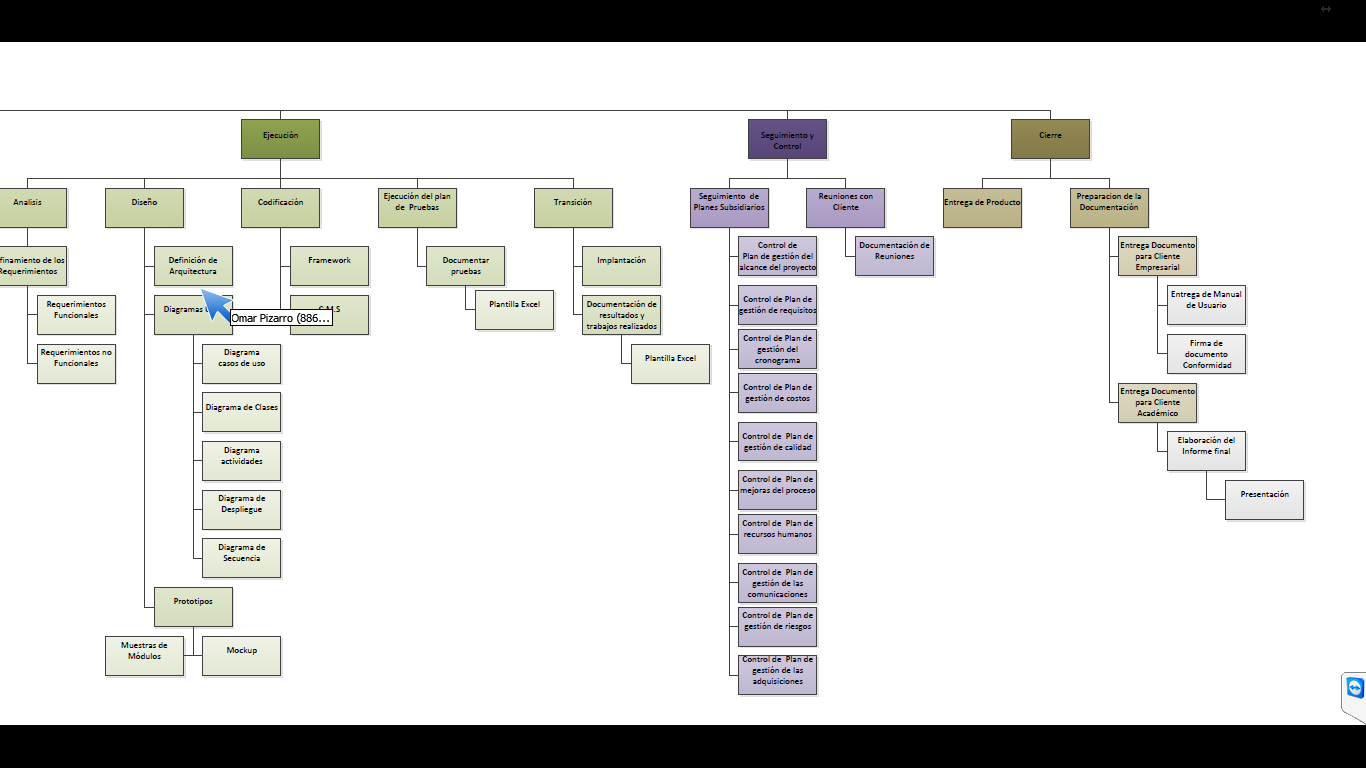 Ejecución
Seguimiento y
Control
Cierre
Analisis
Diseño
Codificación
Ejecución del plan
de Pruebas
Transición
Seguimiento de
Planes Subsidiarios
Reuniones con
Cliente
Entrega de Producto
Preparacion de la
Documentación
finamiento de los
Requerimientos
Requerimientos
Funcionales
Requerimientos no
Funcionales
Definición de
Arquitectura
Diagramas
Omar Pizarro (886...
Diagrama
casos de uso
Diagrama de Clases
Diagrama
actividades
Diagrama de
Despliegue
Diagrama de
Secuencia
Prototipos
Muestras de
Módulos
Mockup
Framework
Documentar
pruebas
Plantilla Excel
Implantación
Documentación de
resultados y
trabajos realizados
Plantilla Excel
Control de
Plan de gestión del
alcance del proyecto
Control de Plan de
gestión de requisitos
Control de Plan de
gestión del
cronograma
Control de Plan de
gestión de costos
Control de Plan de
gestión de calidad
Control de Plan de
mejoras del proceso
Control de Plan de
recursos humanos
Control de Plan de
gestión de las
comunicaciones
Control de Plan de
gestión de riesgos
Control de Plan de
gestión de las
adquisiciones
Documentación de
Reuniones
Entrega Documento
para Cliente
Empresarial
Entrega de Manual
de Usuario
Firma de
documento
Conformidad
Entrega Documento
para Cliente
Académico
Elaboración del
Informe final
Presentación